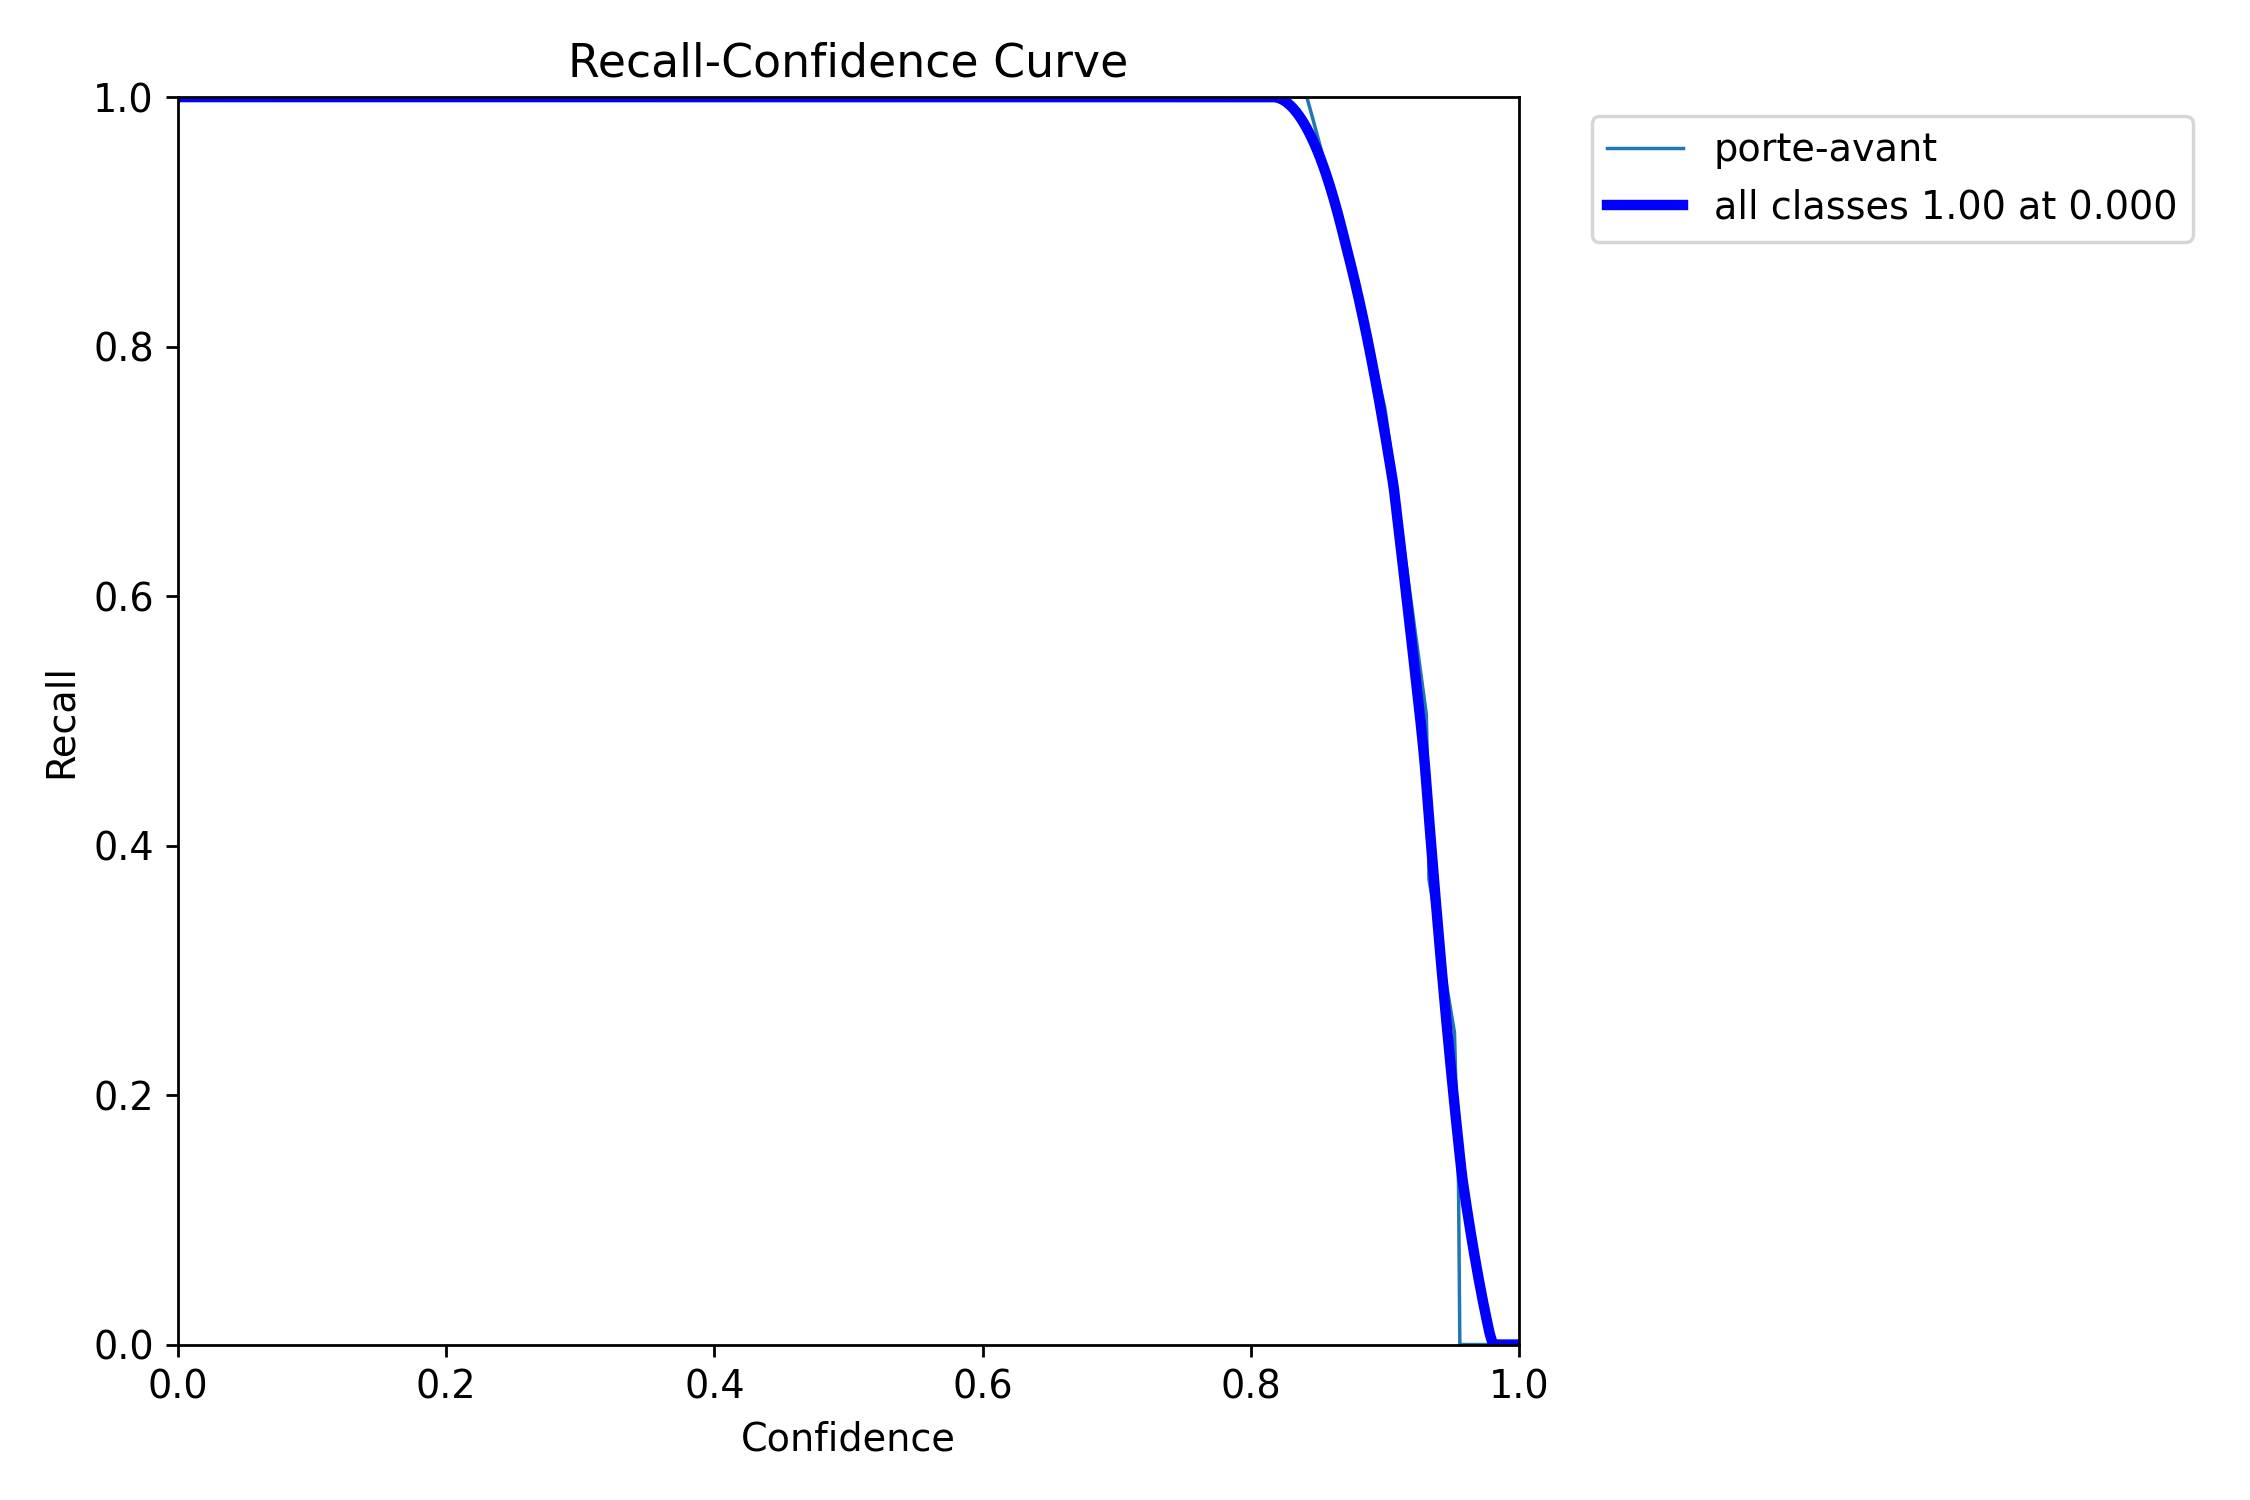 Recall-Confidence Curve
porte-avant
all classes 1.00 at 0.000
1.0
0.8
0.6
0.4
0.2
0.0
Recall
0.0 0.2 0.4 0.6 0.8 1.0
Confidence